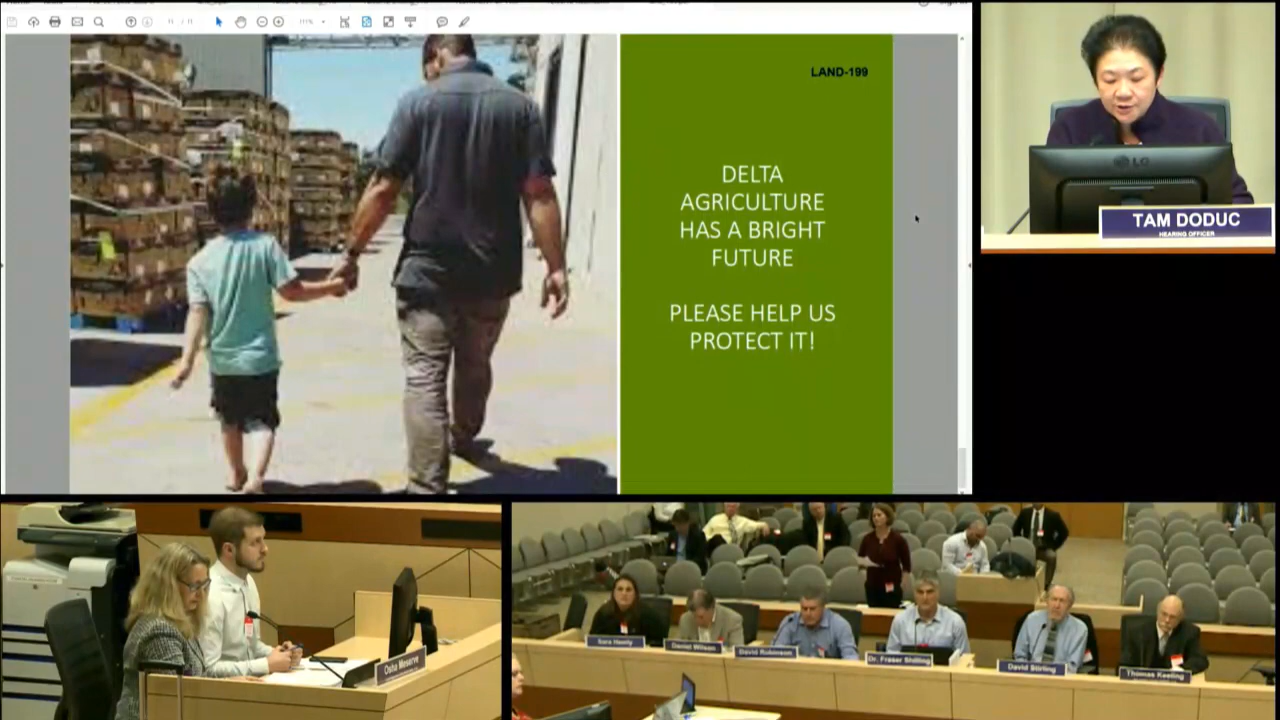 LAND-199
DELTA
AGRICULTURE
HAS A BRIGHT
FUTURE
PLEASE HELP US
PROTECT IT!
LG
TAM DODUC
HEARING OFFICER
Osha Meserve
Sara Hemly
Daniel Wilson
David Robinson
Dr. Fraser Shilling
David Stirling
Thomas Keeling